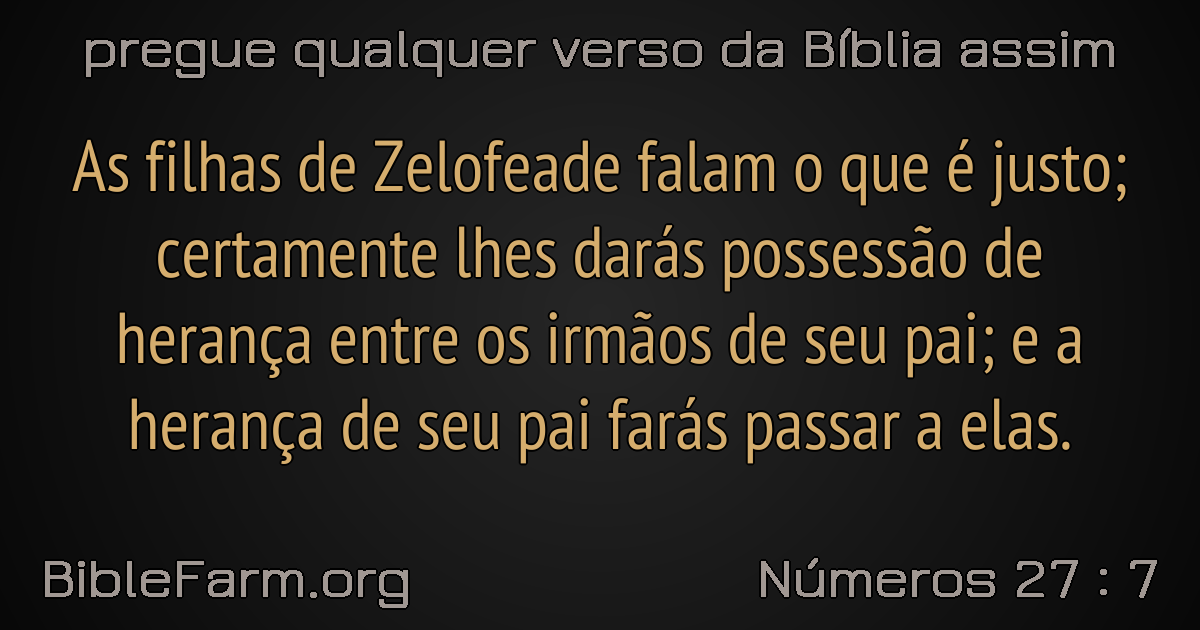 pregue qualquer verso da Bíblia assim
As filhas de Zelofeade falam o que é justo;
certamente lhes darás possessão de
herança entre os irmãos de seu pai; e a
herança de seu pai farás passar a elas.
BibleFarm.org
Números 27 : 7